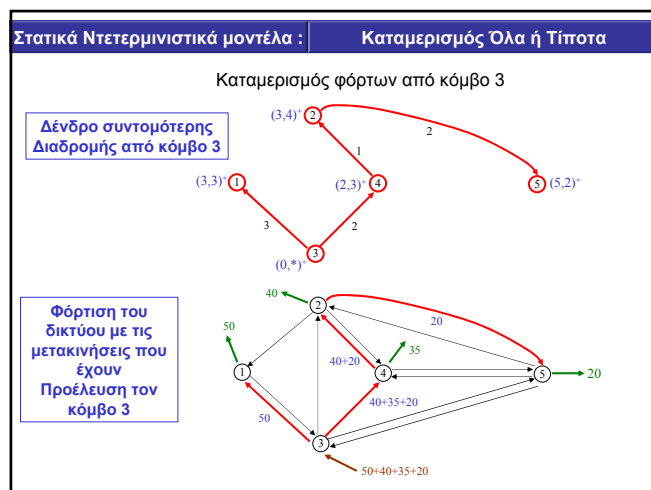 Στατικά Ντετερμινιστικά μοντέλα : Καταμερισμός Όλα ή Τίποτα
Καταμερισμός φόρτων από κόμβο 3
Δένδρο συντομότερης
Διαδρομής από κόμβο 3
(3,4)⁺ 2
2
1
(3,3)⁺ 1
(2,3)⁺ 4
5 (5,2)⁺
3
2
3
(0,*)⁺
Φόρτιση του
δικτύου με τις
μετακινήσεις που
έχουν
Προέλευση τον
κόμβο 3
40
2
20
50
35
40+20
1
4
5
20
50
40+35+20
3
50+40+35+20